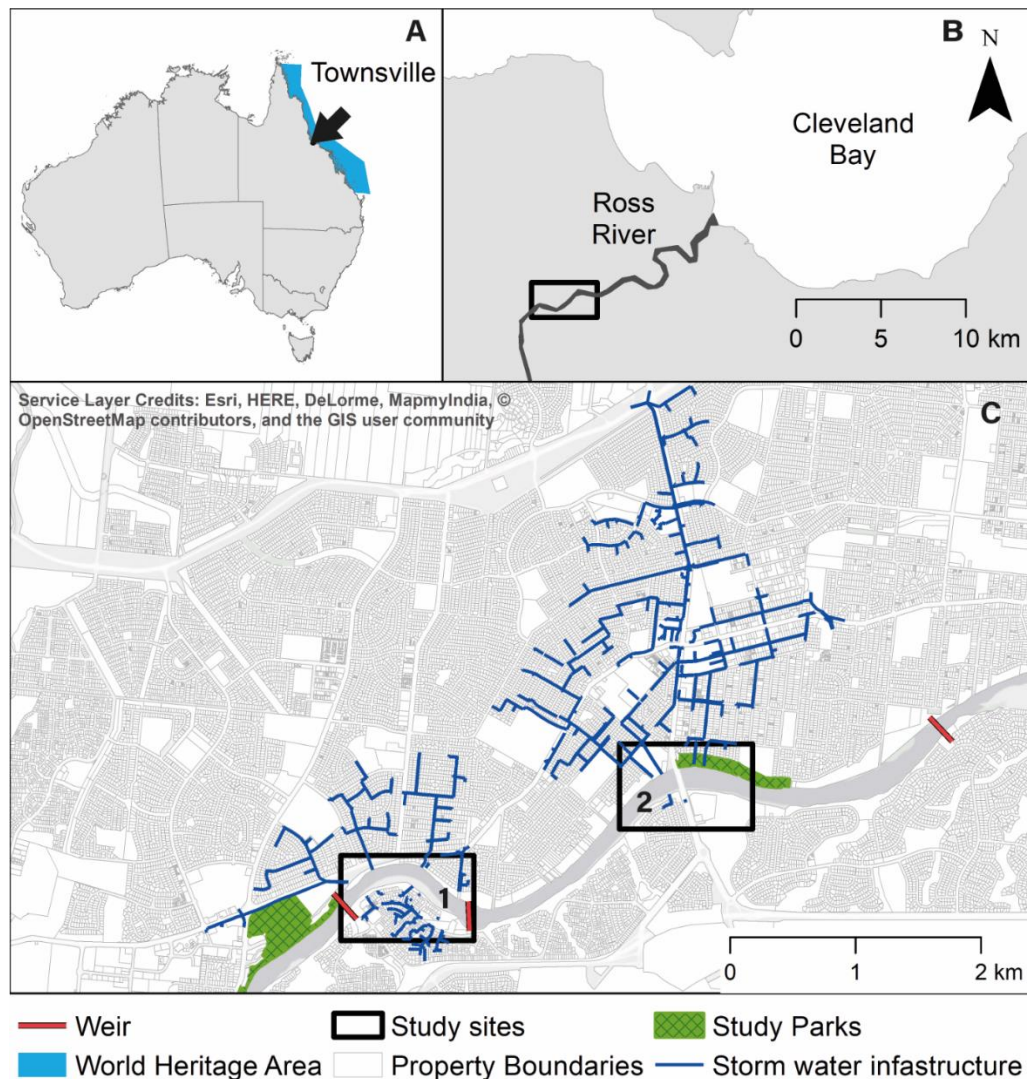 A
Townsville
B
N
Cleveland
Bay
Ross
River
0 5 10 km
Service Layer Credits: Esri, HERE, DeLorme, MapmyIndia, ©
OpenStreetMap contributors, and the GIS user community
C
2
1
0 1 2 km
Weir Study sites Study Parks
World Heritage Area Property Boundaries Storm water infastructure